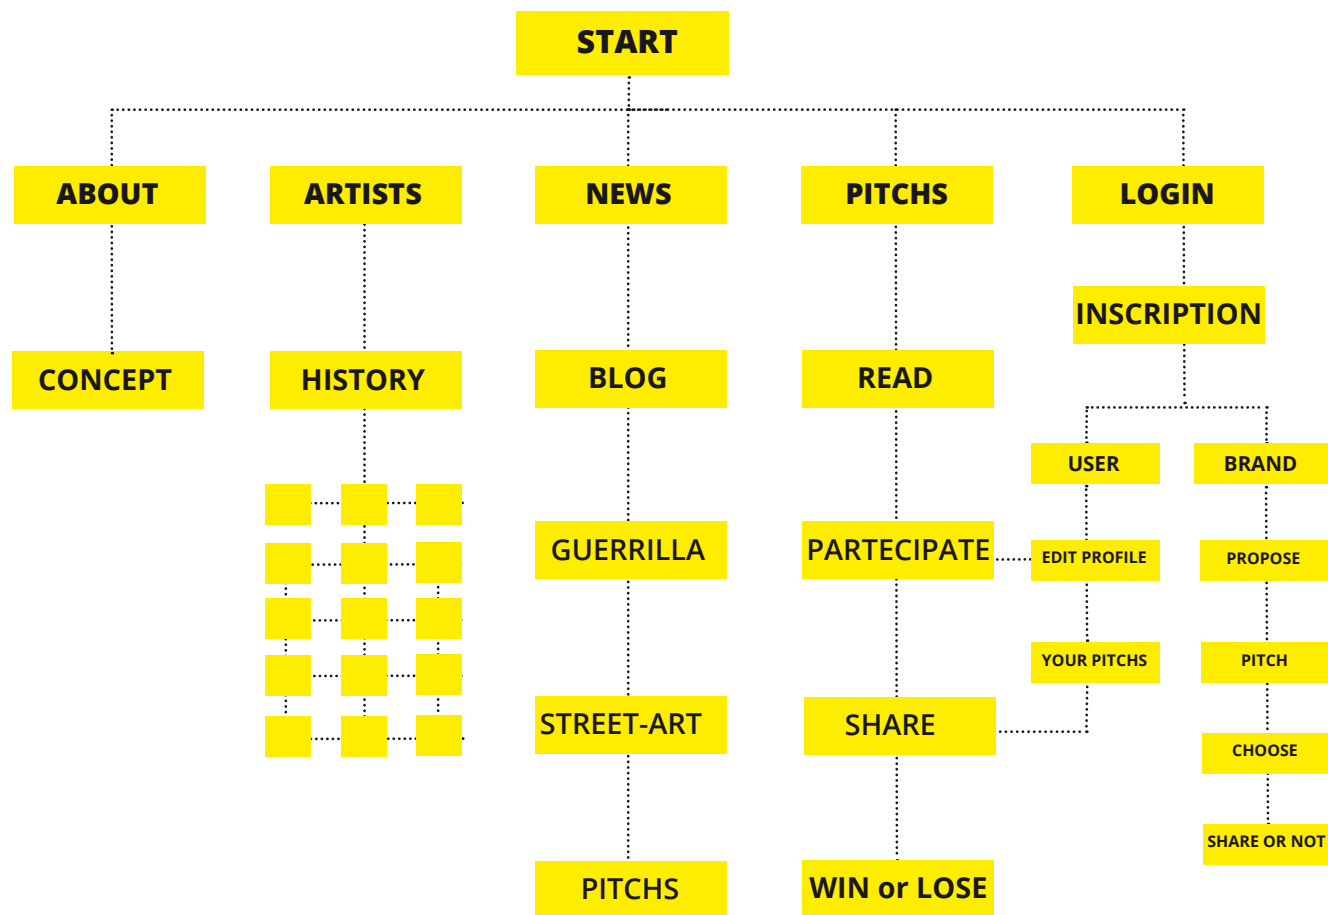 START
ABOUT
ARTISTS
NEWS
PITCHS
LOGIN
INSCRIPTION
CONCEPT
HISTORY
BLOG
READ
USER
BRAND
GUERRILLA
PARTECIPATE
EDIT PROFILE
PROPOSE
YOUR PITCHS
PITCH
STREET-ART
SHARE
CHOOSE
SHARE OR NOT
PITCHS
WIN or LOSE